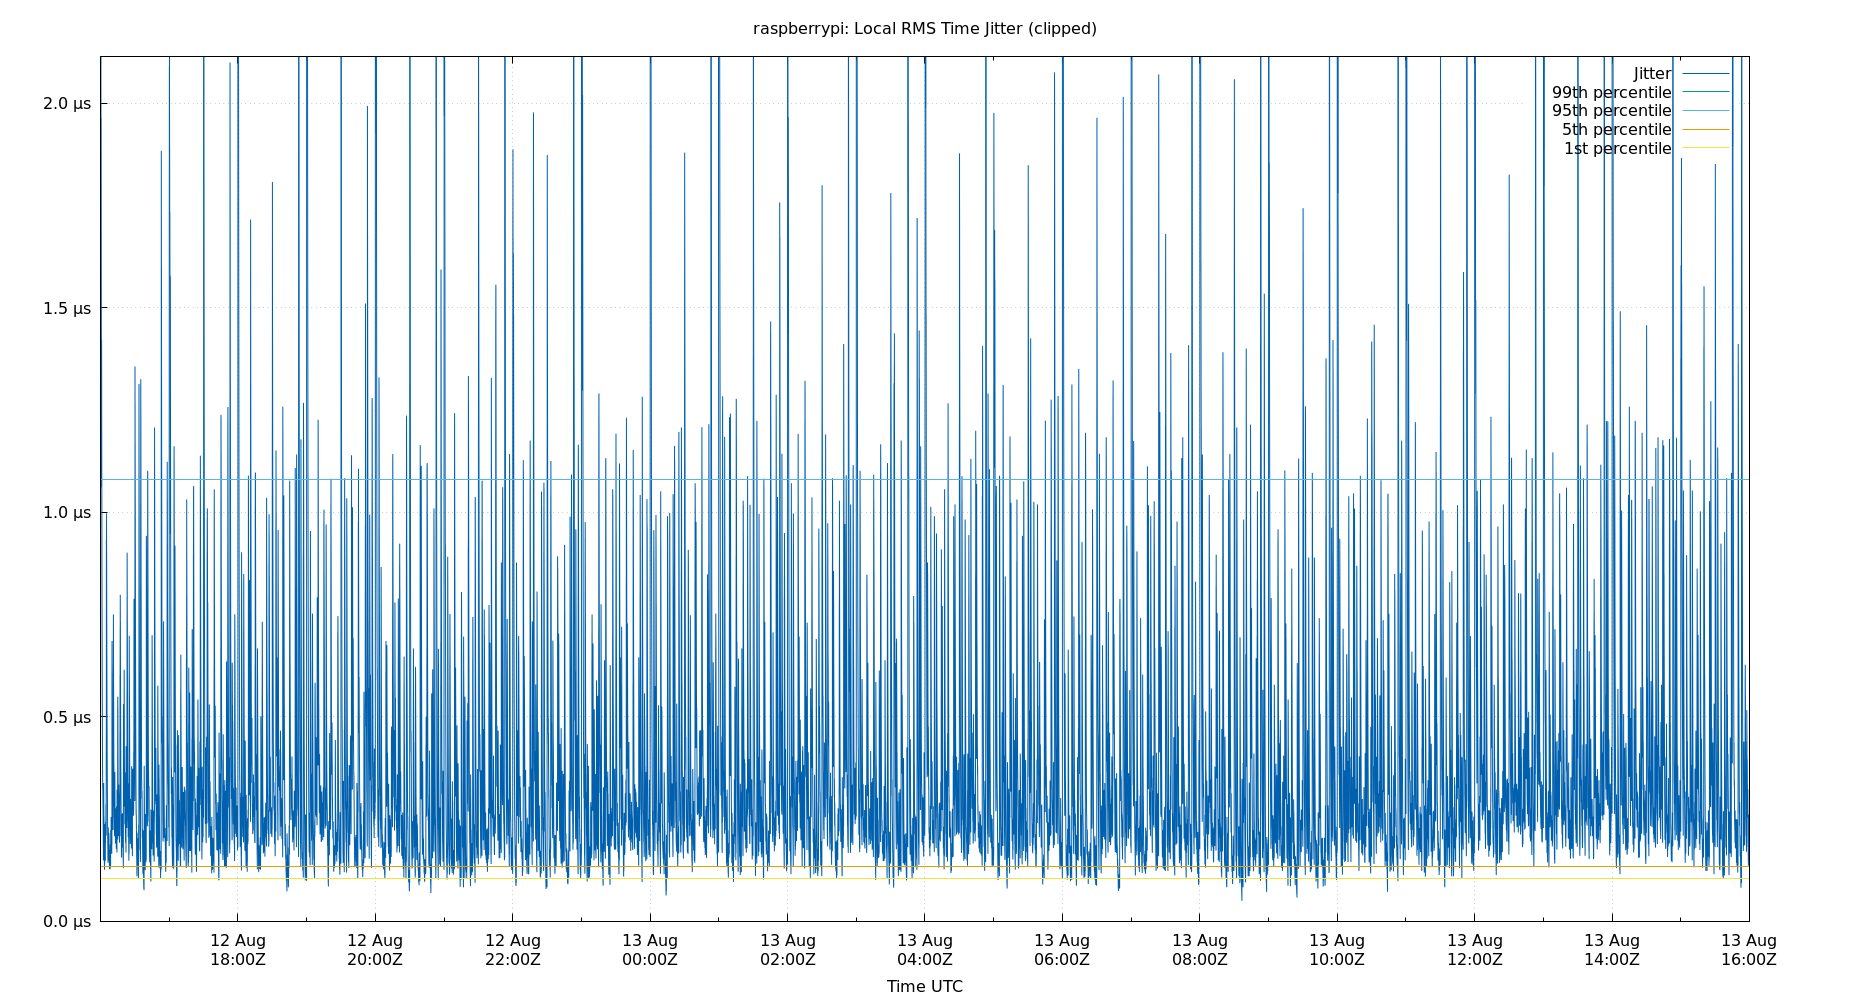 raspberrypi: Local RMS Time Jitter (clipped)
Jitter
99th percentile
95th percentile
5th percentile
1st percentile
2.0 µs
1.5 µs
1.0 µs
0.5 µs
0.0 µs
12 Aug 12 Aug 12 Aug 13 Aug 13 Aug 13 Aug 13 Aug 13 Aug 13 Aug 13 Aug 13 Aug 13 Aug
18:00Z 20:00Z 22:00Z 00:00Z 02:00Z 04:00Z 06:00Z 08:00Z 10:00Z 12:00Z 14:00Z 16:00Z
Time UTC